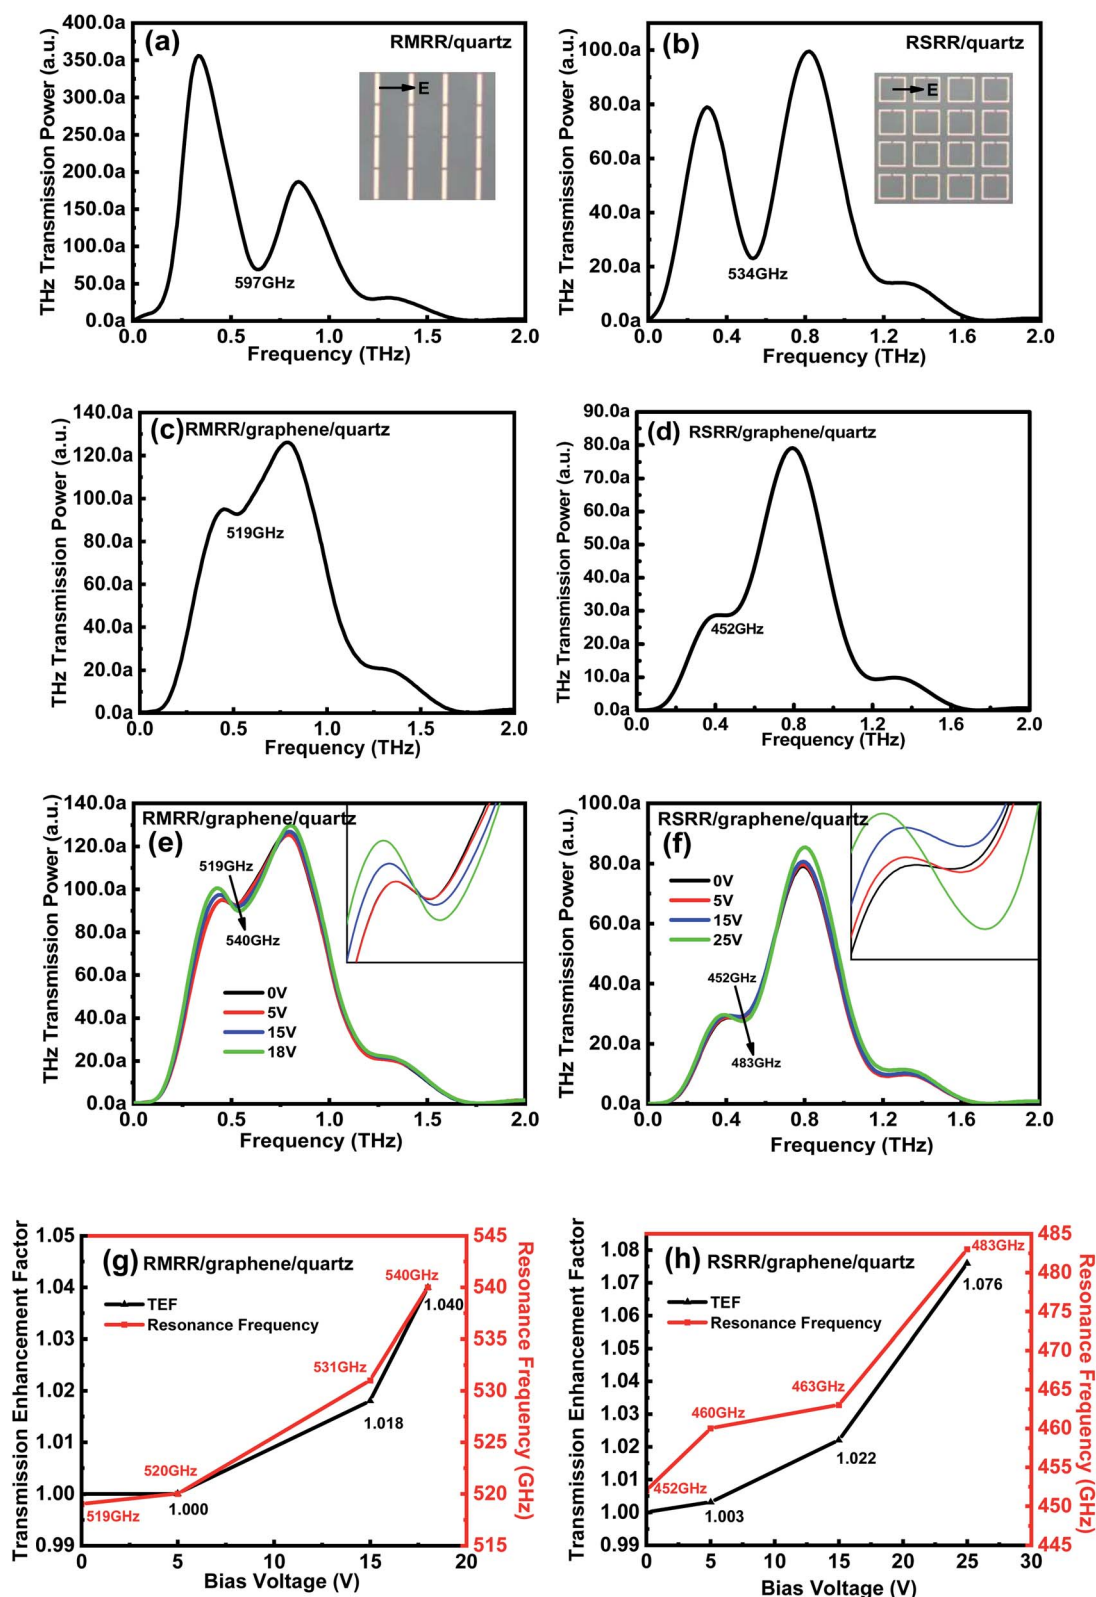 (a) RMRR/quartz
E
THz Transmission Power (a.u.)
400.0a
350.0a
300.0a
250.0a
200.0a
150.0a
100.0a
50.0a
0.0a
597GHz
0.0 0.5 1.0 1.5 2.0
Frequency (THz)
(b) RSRR/quartz
E
THz Transmission Power (a.u.)
100.0a
80.0a
60.0a
40.0a
20.0a
0.0a
534GHz
0.0 0.4 0.8 1.2 1.6 2.0
Frequency (THz)
(c) RMRR/graphene/quartz
THz Transmission Power (a.u.)
140.0a
120.0a
100.0a
80.0a
60.0a
40.0a
20.0a
0.0a
519GHz
0.0 0.5 1.0 1.5 2.0
Frequency (THz)
(d) RSRR/graphene/quartz
THz Transmission Power (a.u.)
90.0a
80.0a
70.0a
60.0a
50.0a
40.0a
30.0a
20.0a
10.0a
0.0a
452GHz
0.0 0.4 0.8 1.2 1.6 2.0
Frequency (THz)
RMRR/graphene/quartz
(e)
THz Transmission Power (a.u.)
140.0a
120.0a
100.0a
80.0a
60.0a
40.0a
20.0a
0.0a
519GHz
540GHz
0V
5V
15V
18V
0.0 0.5 1.0 1.5 2.0
Frequency (THz)
RSRR/graphene/quartz
(f)
THz Transmission Power (a.u.)
100.0a
80.0a
60.0a
40.0a
20.0a
0.0a
0V
5V
15V
25V
452GHz
483GHz
0.0 0.4 0.8 1.2 1.6 2.0
Frequency (THz)
(g) RMRR/graphene/quartz
TEF
Resonance Frequency
Transmission Enhancement Factor
1.05
1.04
1.03
1.02
1.01
1.00
0.99
540GHz
1.040
531GHz
1.018
520GHz
1.000
519GHz
545
540
535
530
525
520
515
Resonance Frequency (GHz)
0 5 10 15 20
Bias Voltage (V)
(h) RSRR/graphene/quartz
TEF
Resonance Frequency
Transmission Enhancement Factor
1.08
1.07
1.06
1.05
1.04
1.03
1.02
1.01
1.00
0.99
483GHz
1.076
463GHz
460GHz
1.022
452GHz
1.003
485
480
475
470
465
460
455
450
445
Resonance Frequency (GHz)
0 5 10 15 20 25 30
Bias Voltage (V)